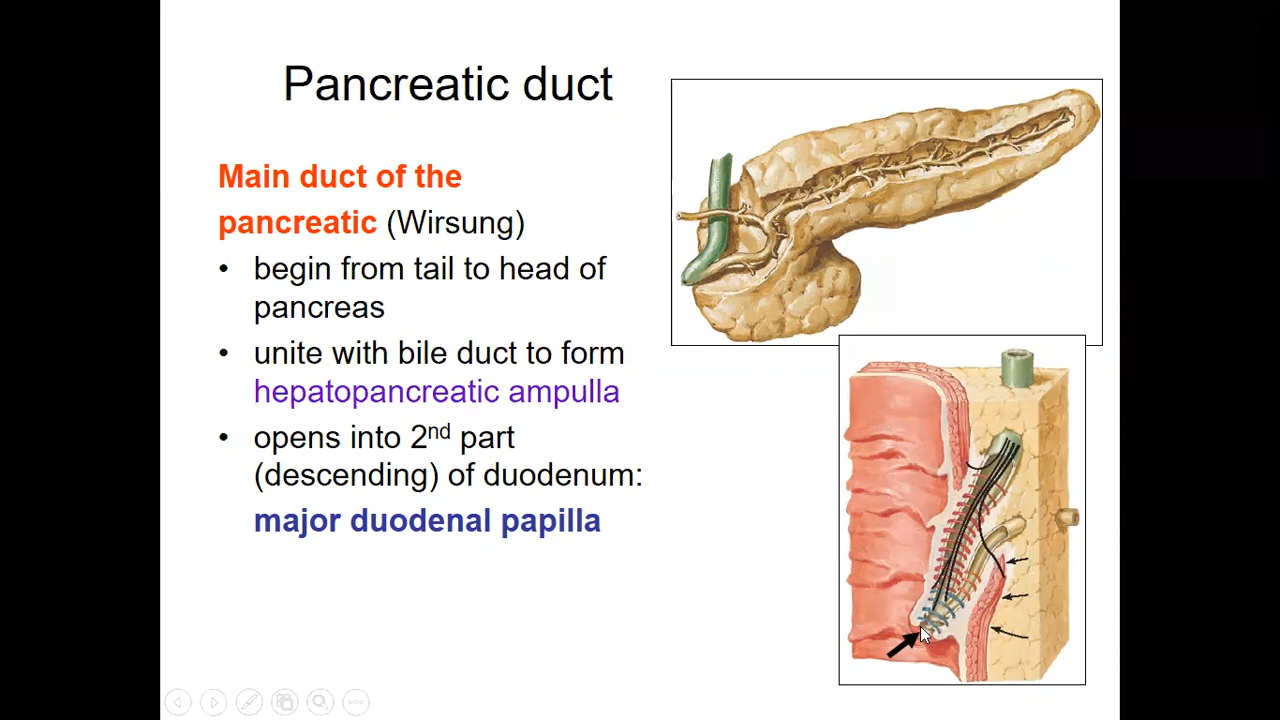 Pancreatic duct
Main duct of the
pancreatic (Wirsung)
• begin from tail to head of
pancreas
• unite with bile duct to form
hepatopancreatic ampulla
• opens into 2nd part
(descending) of duodenum:
major duodenal papilla